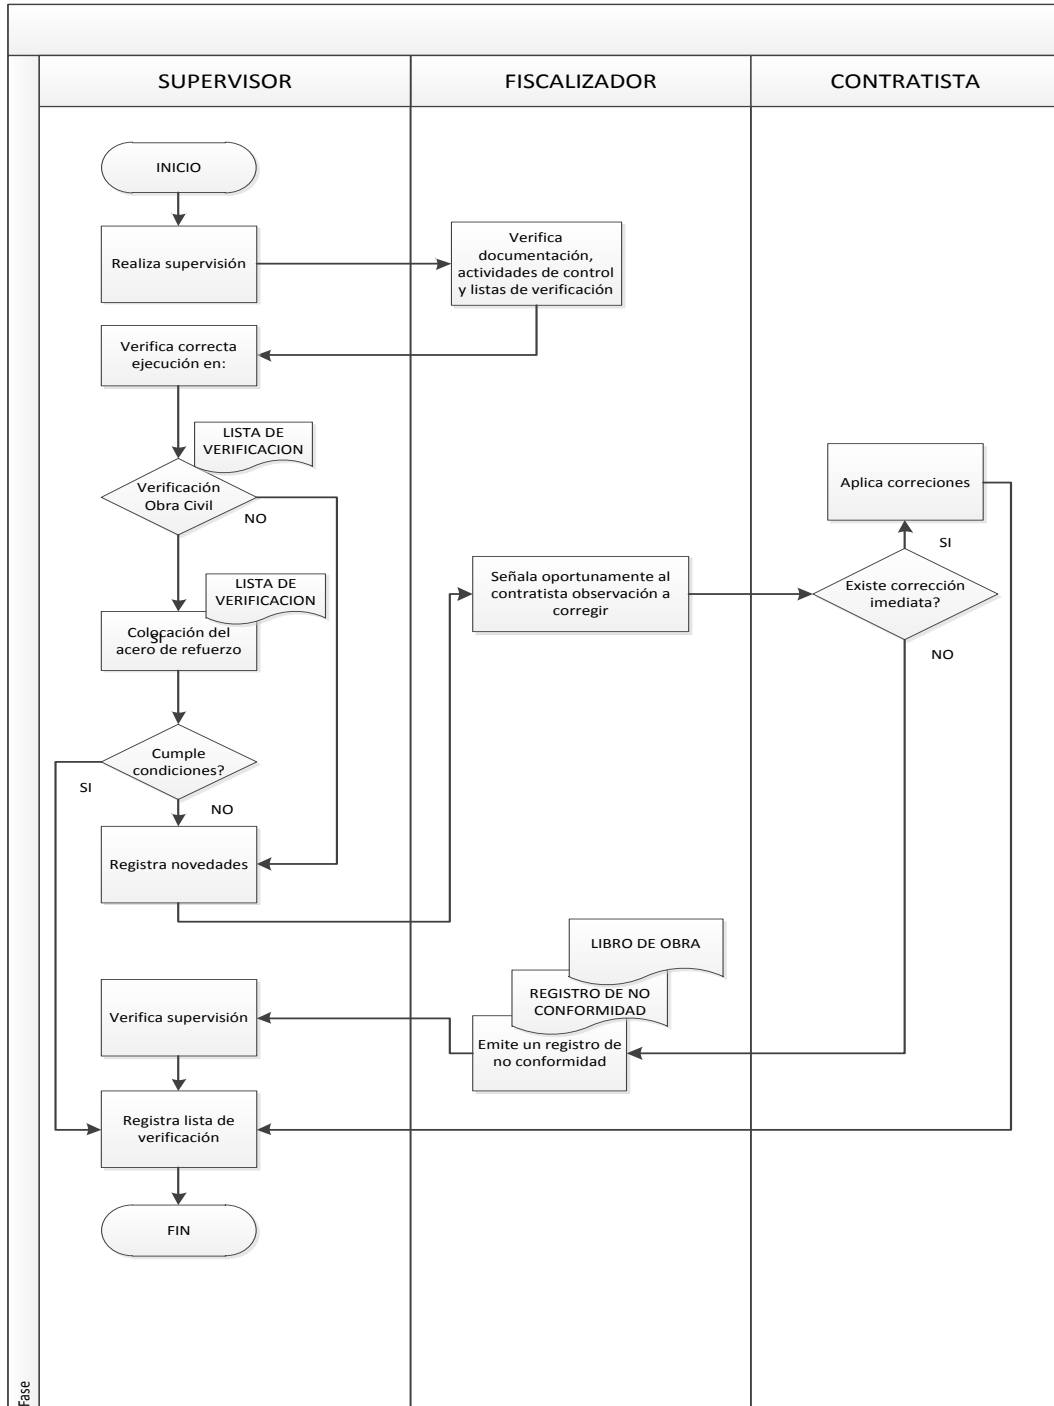 SUPERVISOR
FISCALIZADOR
CONTRATISTA
INICIO
Realiza supervisión
Verifica
documentación,
actividades de control
y listas de verificación
Verifica correcta
ejecución en:
LISTA DE
VERIFICACION
Verificación
Obra Civil
NO
Aplica correciones
SI
LISTA DE
VERIFICACION
Señala oportunamente al
contratista observación a
corregir
Existe corrección
imediata?
NO
Colocación del
acero de refuerzo
SI
Cumple
condiciones?
SI
NO
Registra novedades
LIBRO DE OBRA
REGISTRO DE NO
CONFORMIDAD
Emite un registro de
no conformidad
Verifica supervisión
Registra lista de
verificación
FIN
Fase